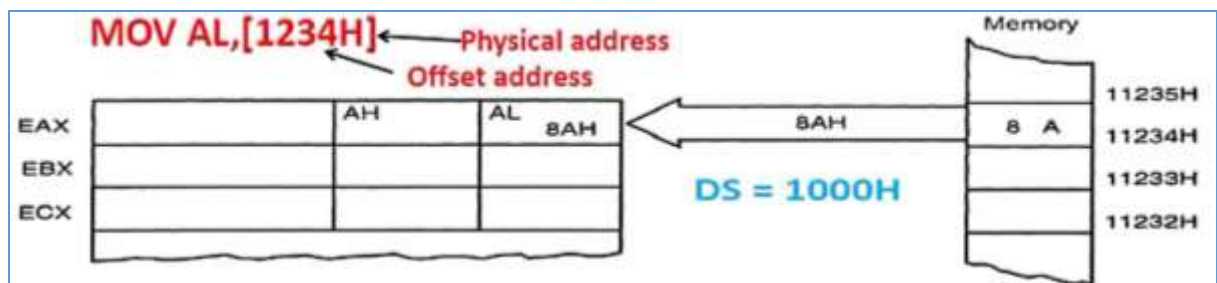 MOV AL,[1234H] Physical address
Offset address
Memory
11235H
EAX AH AL 8AH 8AH 8 A 11234H
EBX 11233H
DS = 1000H
ECX 11232H